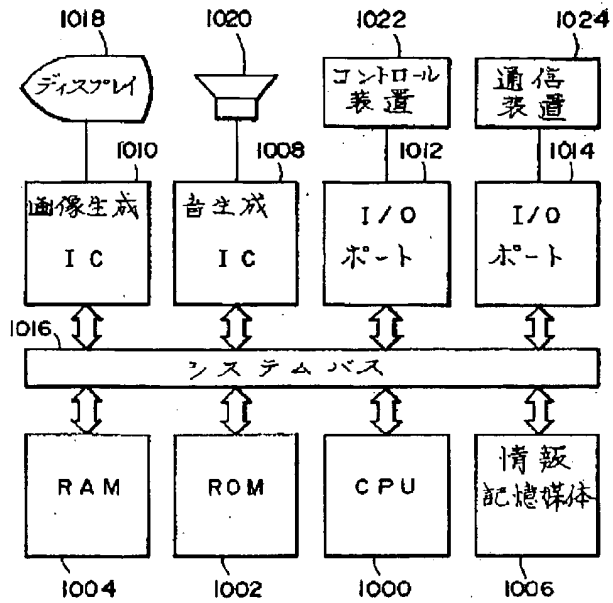 1018
1020
1022
1024
ディスプレイ
コントロール
装置
通信
装置
1010
1008
1012
1014
画像生成
IC
音生成
IC
I/O
ポート
I/O
ポート
1016
システムバス
RAM
ROM
CPU
情報
記憶媒体
1004
1002
1000
1006